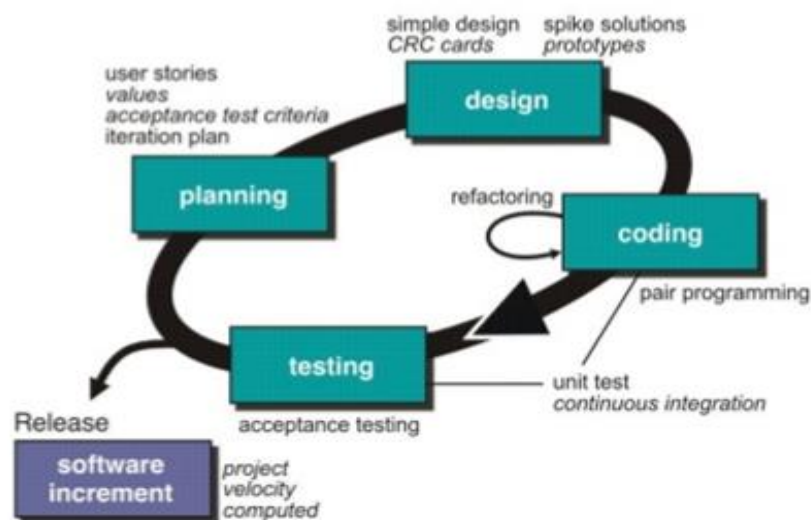 simple design
CRC cards
spike solutions
prototypes
user stories
values
acceptance test criteria
iteration plan
design
planning
refactoring
coding
pair programming
testing
unit test
continuous integration
acceptance testing
Release
software
increment
project
velocity
computed